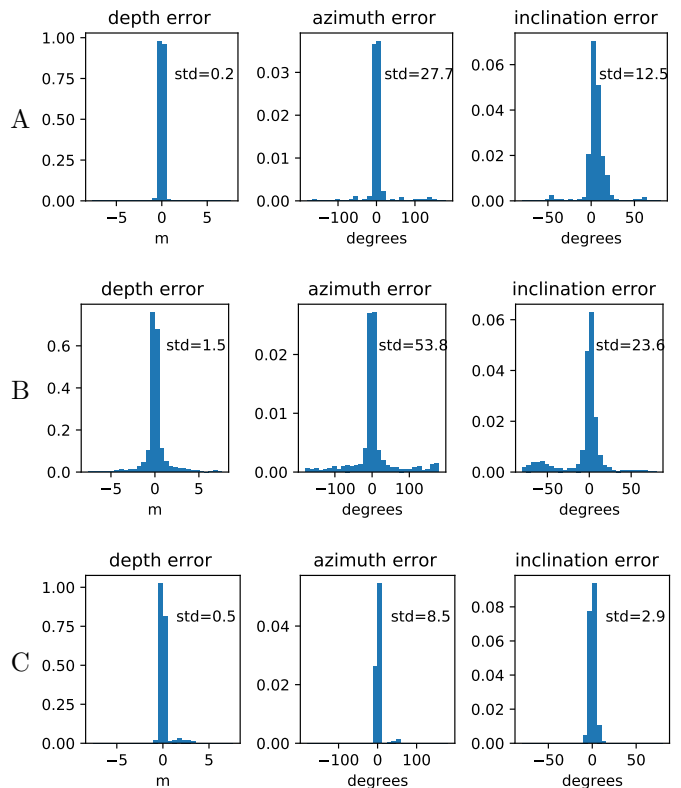 A
depth error
1.00
0.75
0.50
0.25
0.00
std=0.2
−5 0 5
m
azimuth error
0.03
0.02
0.01
0.00
std=27.7
−100 0 100
degrees
inclination error
0.06
0.04
0.02
0.00
std=12.5
−50 0 50
degrees
B
depth error
0.6
0.4
0.2
0.0
std=1.5
−5 0 5
m
azimuth error
0.02
0.01
0.00
std=53.8
−100 0 100
degrees
inclination error
0.06
0.04
0.02
0.00
std=23.6
−50 0 50
degrees
C
depth error
1.00
0.75
0.50
0.25
0.00
std=0.5
−5 0 5
m
azimuth error
0.04
0.02
0.00
std=8.5
−100 0 100
degrees
inclination error
0.08
0.06
0.04
0.02
0.00
std=2.9
−50 0 50
degrees